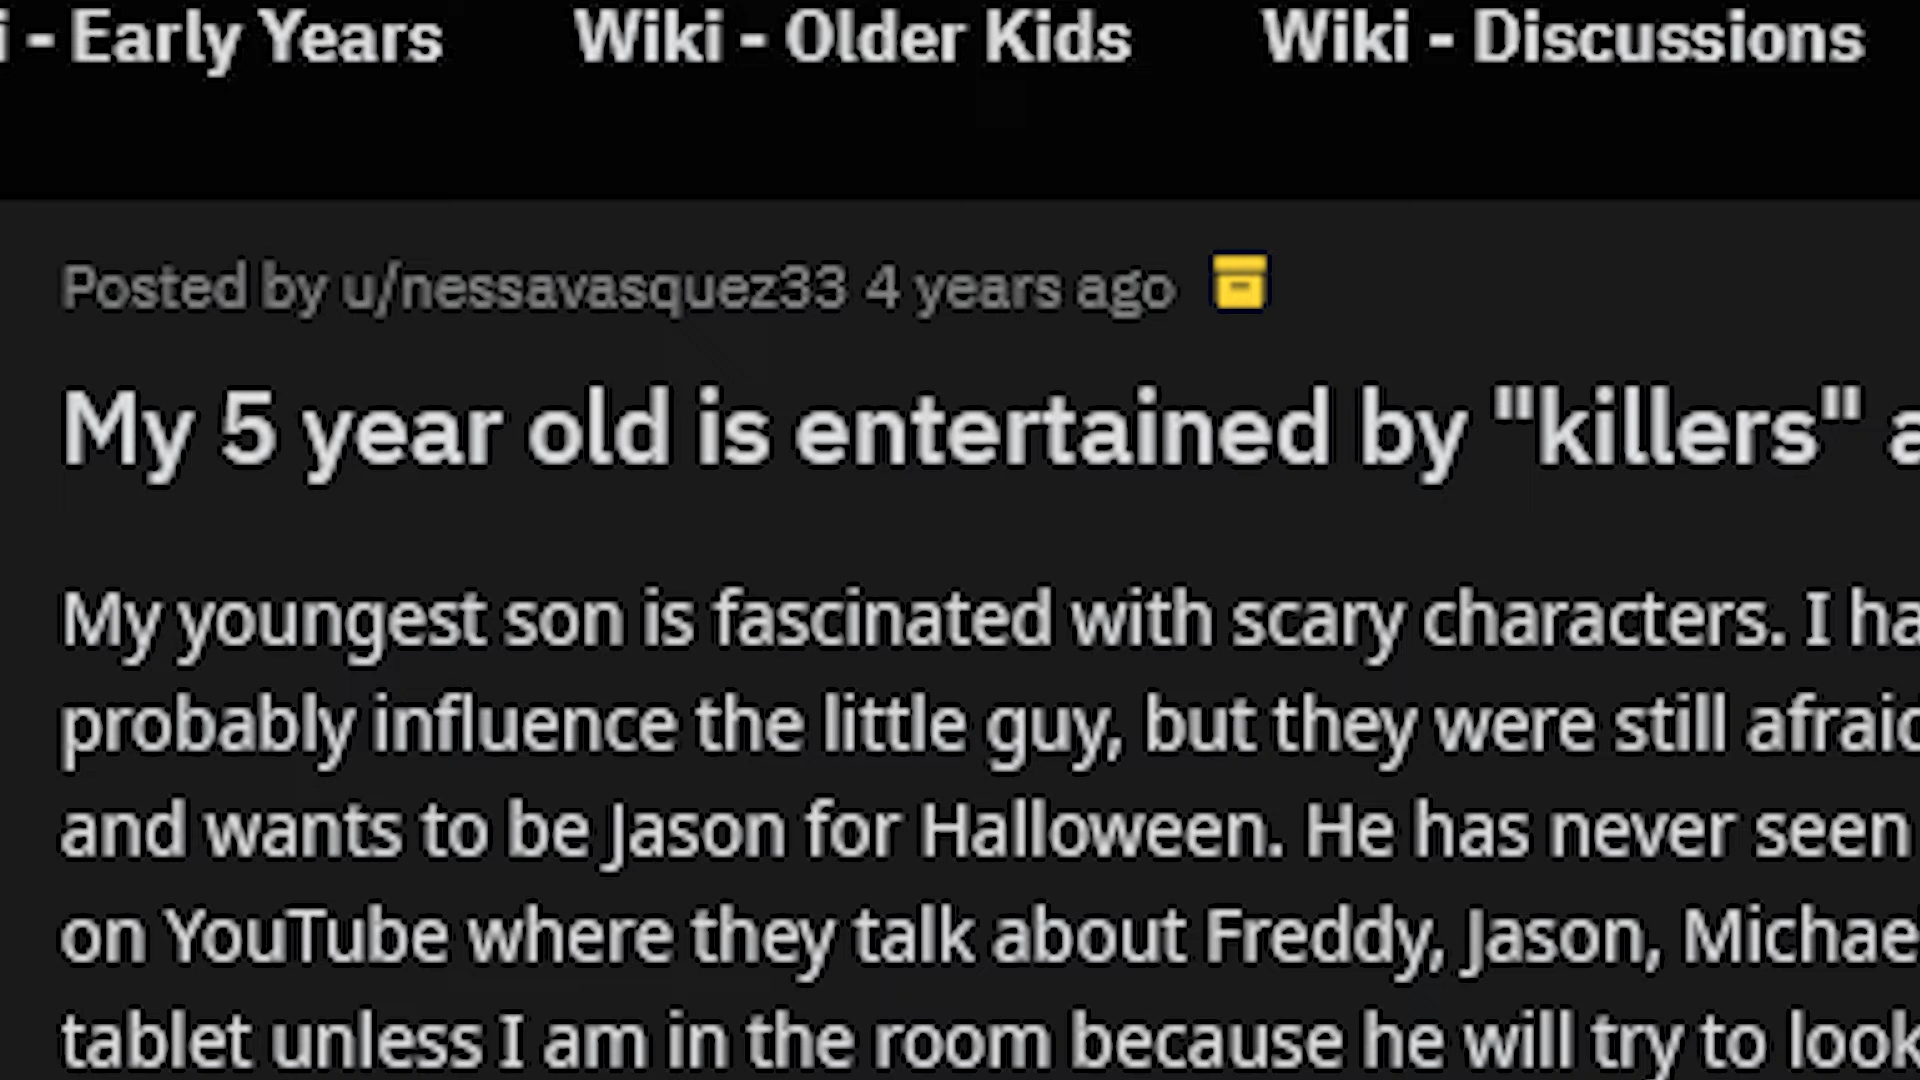 - Early Years Wiki - Older Kids Wiki - Discussions
Posted by u/nessavasquez33 4 years ago
My 5 year old is entertained by "killers"
My youngest son is fascinated with scary characters. I
probably influence the little guy, but they were still
and wants to be Jason for Halloween. He has never seen
on YouTube where they talk about Freddy, Jason,
tablet unless I am in the room because he will try to look